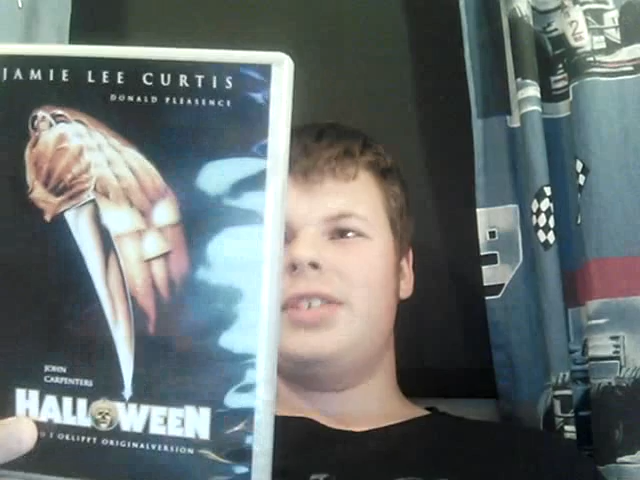 JAMIE LEE CURTIS
DONALD PLEASENCE
JOHN
CARPENTERS
HALLOWEEN
I OKLIPPT ORIGINALVERSION